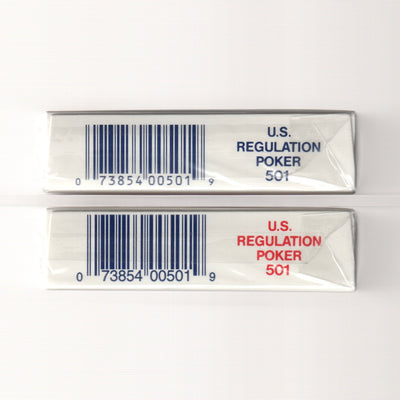 U.S.
REGULATION
POKER
501
0 73854 00501 9
U.S.
REGULATION
POKER
501
0 73854 00501 9